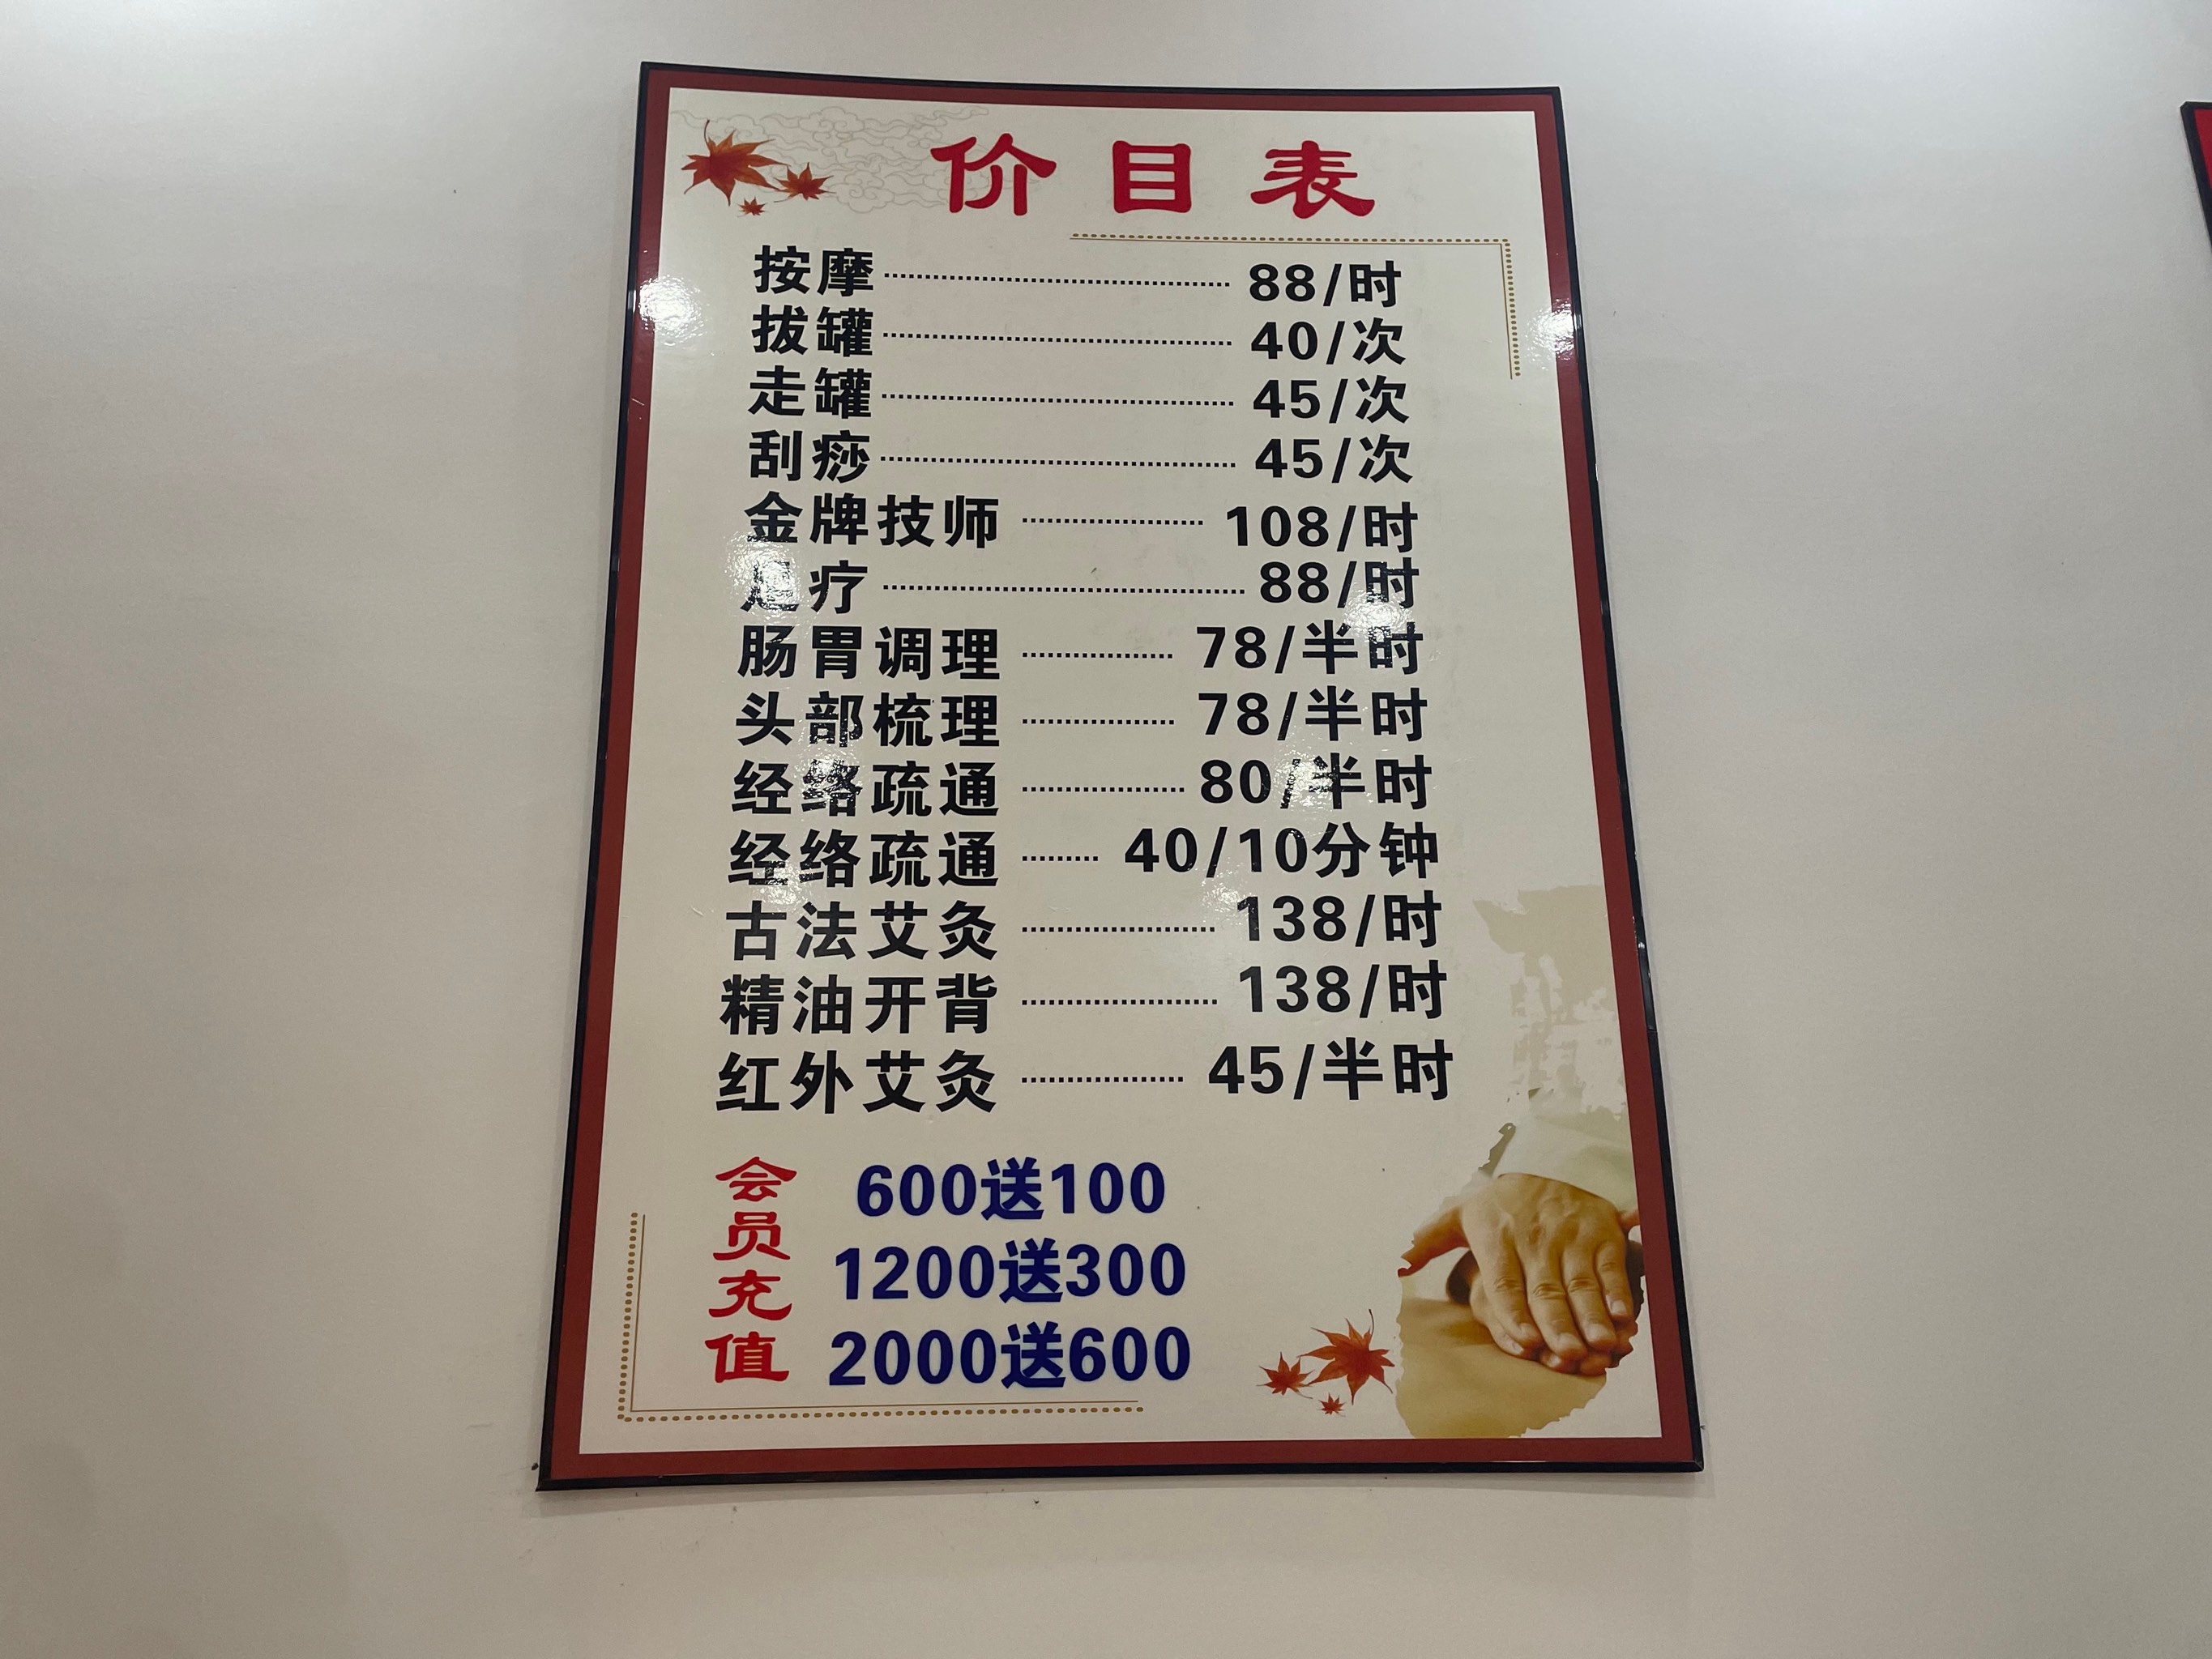 价目表
按摩 88/时
拔罐 40/次
走罐 45/次
刮痧 45/次
金牌技师 108/时
足疗 88/时
肠胃调理 78/半时
头部梳理 78/半时
经络疏通 80/半时
经络疏通 40/10分钟
古法艾灸 138/时
精油开背 138/时
红外艾灸 45/半时
会员充值
600送100
1200送300
2000送600